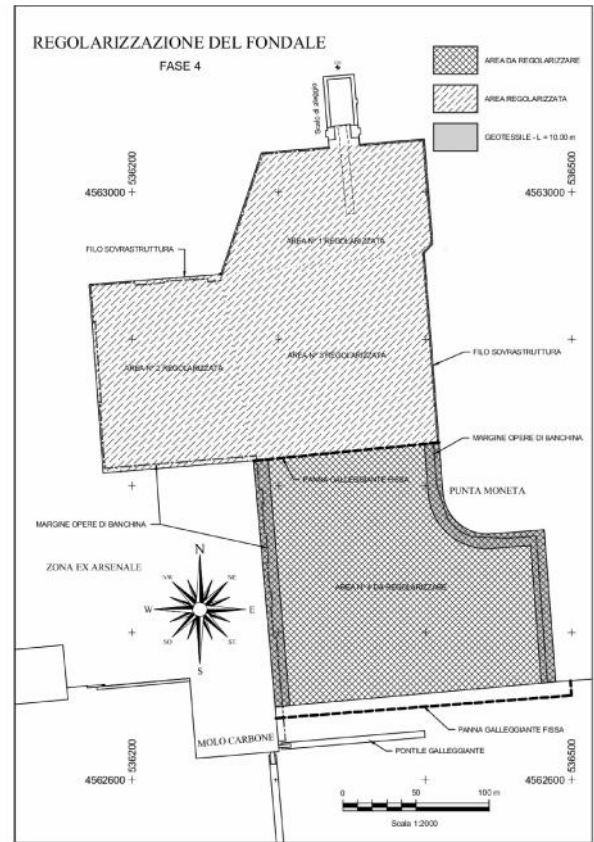 REGOLARIZZAZIONE DEL FONDALE
FASE 4
AREA DA REGOLARIZZARE
AREA REGOLARIZZATA
GEOTESSILE - L = 10.00 m
Scalo di alaggio
536200
536500
4563000
4563000
AREA N° 1 REGOLARIZZATA
FILO SOVRASTRUTTURA
AREA N° 2 REGOLARIZZATA
AREA N° 3 REGOLARIZZATA
FILO SOVRASTRUTTURA
MARGINE OPERE DI BANCHINA
PANNA GALLEGGIANTE FISSA
PUNTA MONETA
MARGINE OPERE DI BANCHINA
ZONA EX ARSENALE
N
NW
NE
W
E
SO
ST
S
AREA N° 4 DA REGOLARIZZARE
MOLO CARBONE
PANNA GALLEGGIANTE FISSA
PONTILE GALLEGGIANTE
536200
536500
4562600
4562600
0
50
100 m
Scala 1:2000